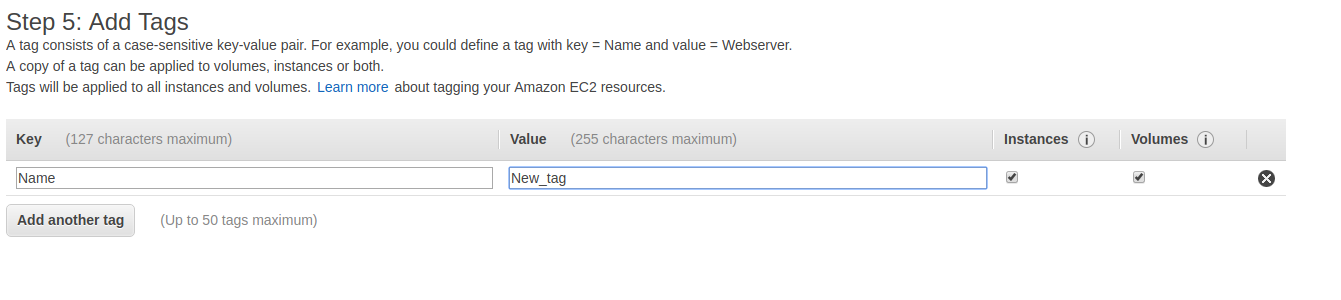 Step 5: Add Tags
A tag consists of a case-sensitive key-value pair. For example, you could define a tag with key = Name and value = Webserver.
A copy of a tag can be applied to volumes, instances or both.
Tags will be applied to all instances and volumes. Learn more about tagging your Amazon EC2 resources.
Key (127 characters maximum) Value (255 characters maximum) Instances i Volumes i
Name New_tag
Add another tag (Up to 50 tags maximum)